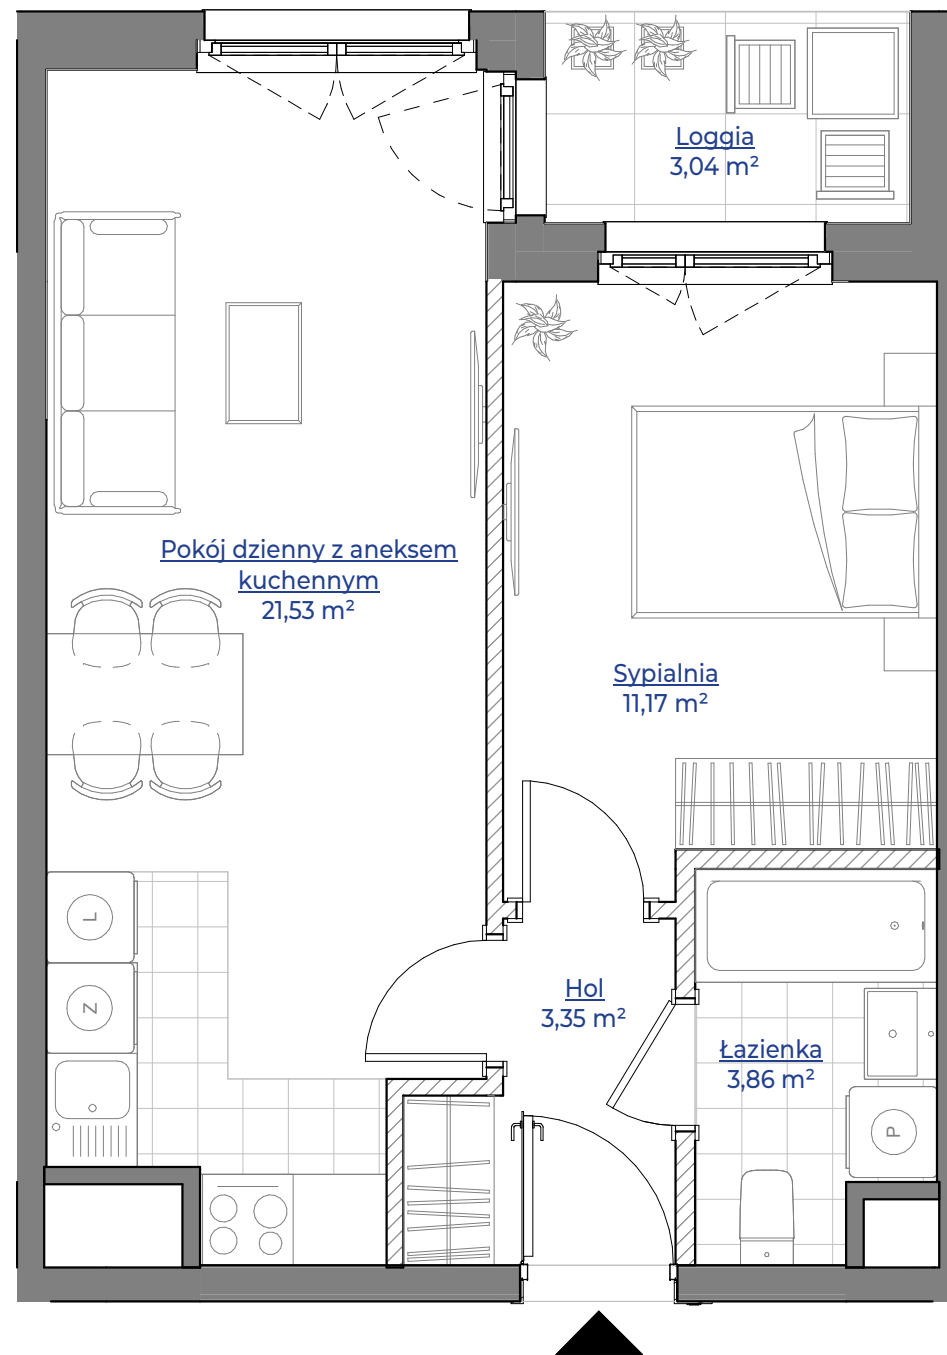 Loggia
3,04 m²
Pokój dzienny z aneksem
kuchennym
21,53 m²
Sypialnia
11,17 m²
L
Z
Hol
3,35 m²
Łazienka
3,86 m²
P